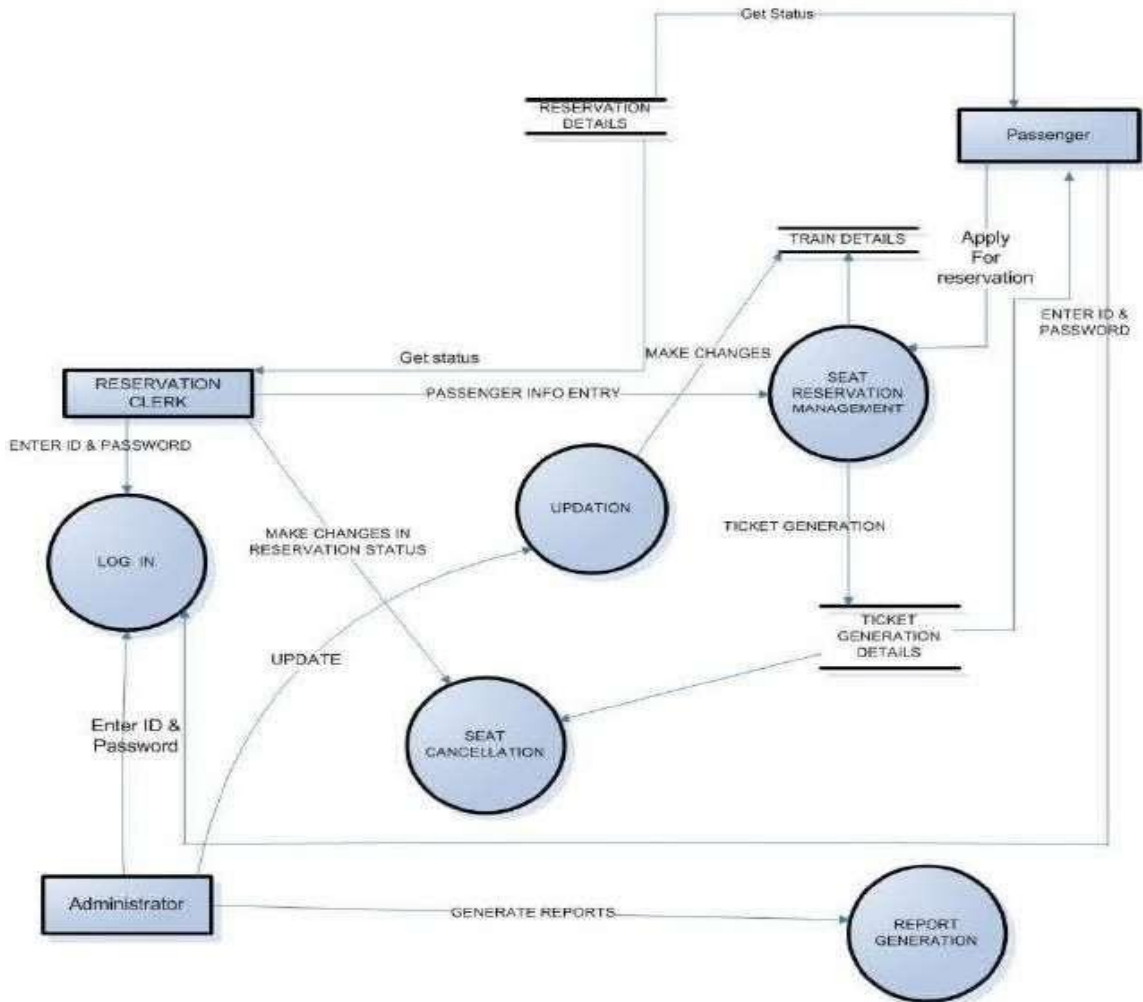 Get Status
RESERVATION
DETAILS
Passenger
TRAIN DETAILS
Apply
For
reservation
ENTER ID &
PASSWORD
MAKE CHANGES
Get status
RESERVATION
CLERK
PASSENGER INFO ENTRY
SEAT
RESERVATION
MANAGEMENT
ENTER ID & PASSWORD
UPDATION
TICKET GENERATION
MAKE CHANGES IN
RESERVATION STATUS
LOG IN
TICKET
GENERATION
DETAILS
UPDATE
Enter ID &
Password
SEAT
CANCELLATION
Administrator
GENERATE REPORTS
REPORT
GENERATION